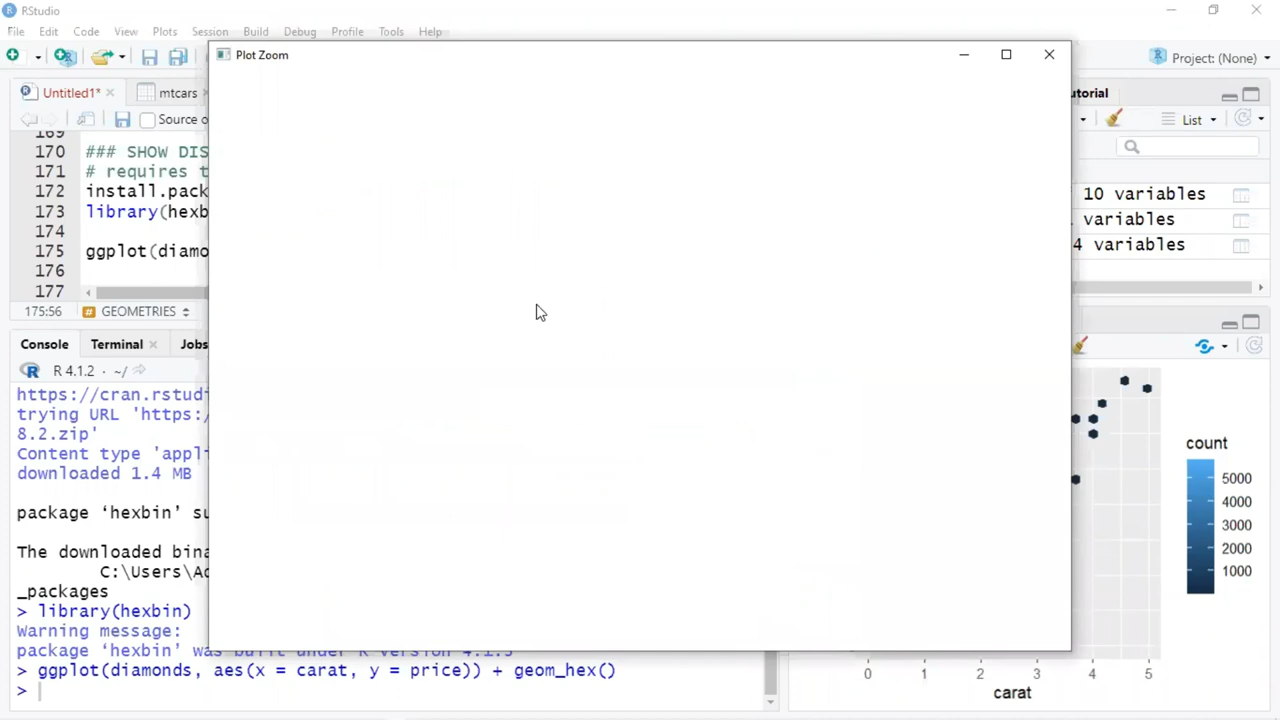 RStudio
File Edit Code View Plots Session Build Debug Profile Tools Help
Plot Zoom
Project: (None)
Untitled1* mtcars
utorial
Source o
List
169
170 ### SHOW DIS
171 # requires t
172 install.pack
173 library(hexb
174
175 ggplot(diamo
176
177
10 variables
variables
4 variables
175:56 GEOMETRIES
Console Terminal Jobs
R 4.1.2 · ~/
https://cran.rstudi
trying URL 'https:/
8.2.zip'
Content type 'appli
downloaded 1.4 MB
package ‘hexbin’ su
The downloaded bina
C:\Users\Ad
_packages
> library(hexbin)
Warning message:
package ‘hexbin’ was built under R version 4.1.3
> ggplot(diamonds, aes(x = carat, y = price)) + geom_hex()
>
count
5000
4000
3000
2000
1000
0 1 2 3 4 5
carat